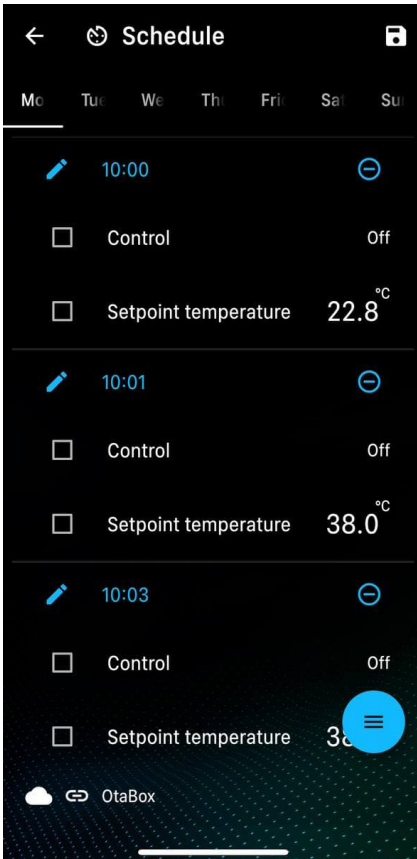 Schedule
Mo Tue We Thu Fri Sat Sun
10:00
Control Off
Setpoint temperature 22.8 °C
10:01
Control Off
Setpoint temperature 38.0 °C
10:03
Control Off
Setpoint temperature
OtaBox